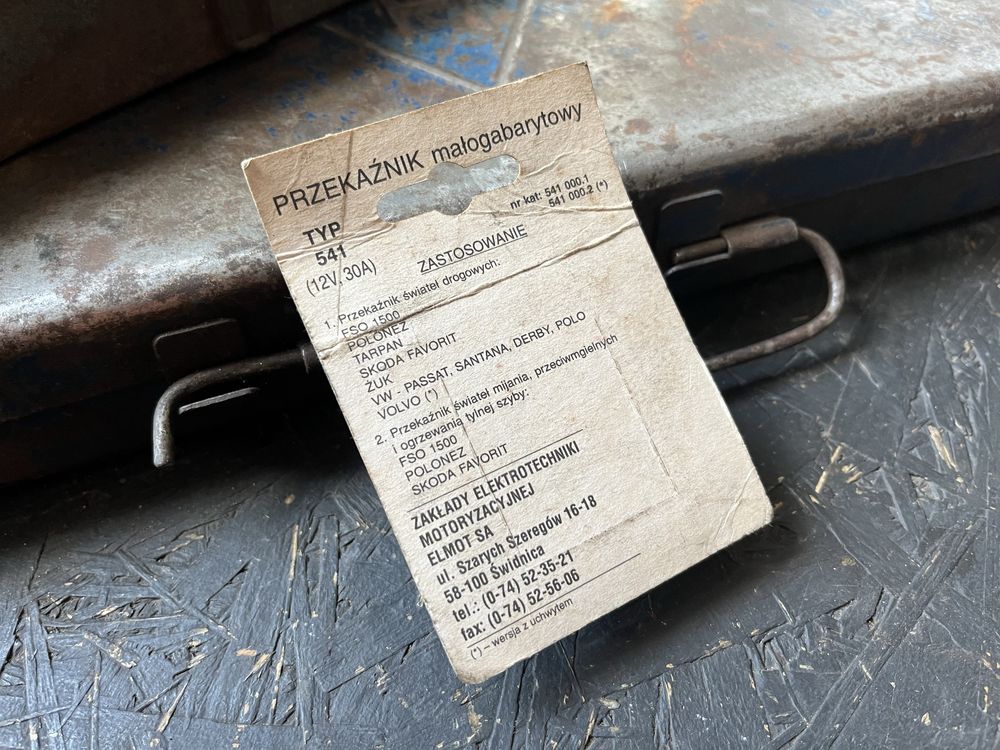 PRZEKAŹNIK małogabarytowy
nr kat: 541 000.1
541 000.2 (*)
TYP
541
(12V, 30A)
ZASTOSOWANIE
1. Przekaźnik świateł drogowych:
FSO 1500
POLONEZ
TARPAN
SKODA FAVORIT
ŻUK
VW - PASSAT, SANTANA, DERBY, POLO
VOLVO (*)
2. Przekaźnik świateł mijania, przeciwmgielnych
i ogrzewania tylnej szyby:
FSO 1500
POLONEZ
SKODA FAVORIT
ZAKŁADY ELEKTROTECHNIKI
MOTORYZACYJNEJ
ELMOT SA
ul. Szarych Szeregów 16-18
58-100 Świdnica
tel.: (0-74) 52-35-21
fax: (0-74) 52-56-06
(*) – wersja z uchwytem